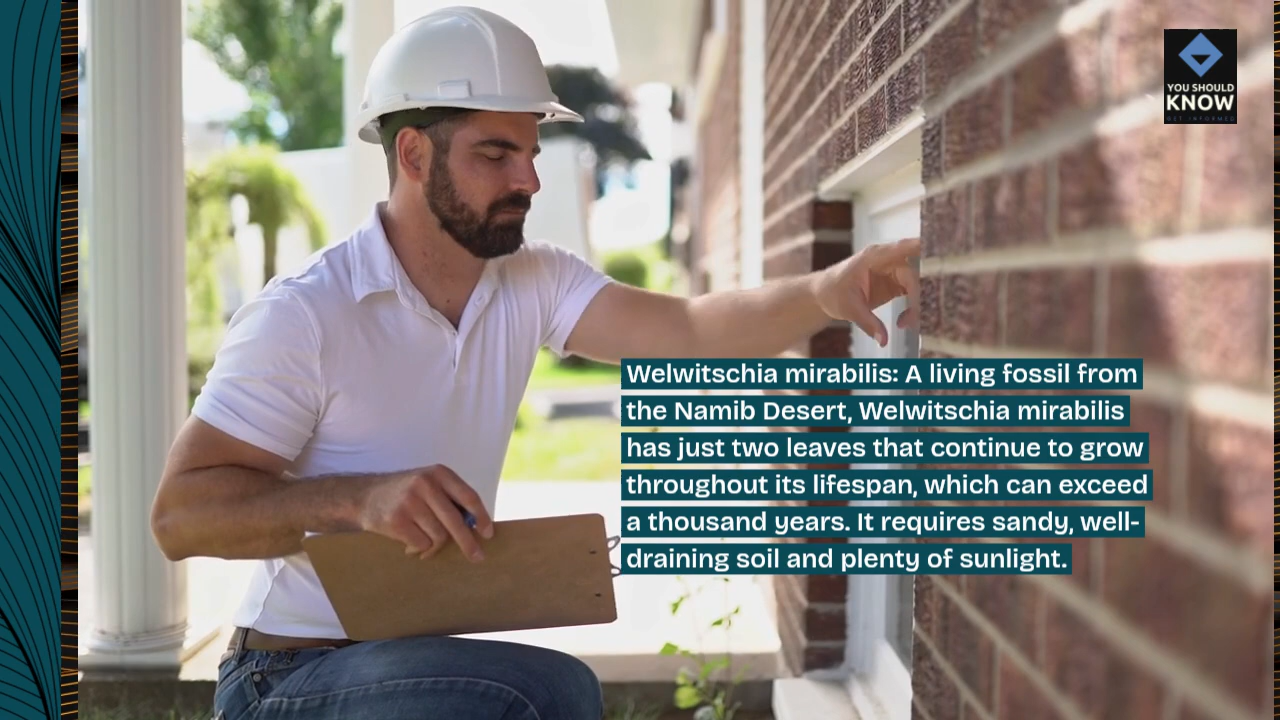 YOU SHOULD
KNOW
GET INFORMED
Welwitschia mirabilis: A living fossil from
the Namib Desert, Welwitschia mirabilis
has just two leaves that continue to grow
throughout its lifespan, which can exceed
a thousand years. It requires sandy, well-
draining soil and plenty of sunlight.